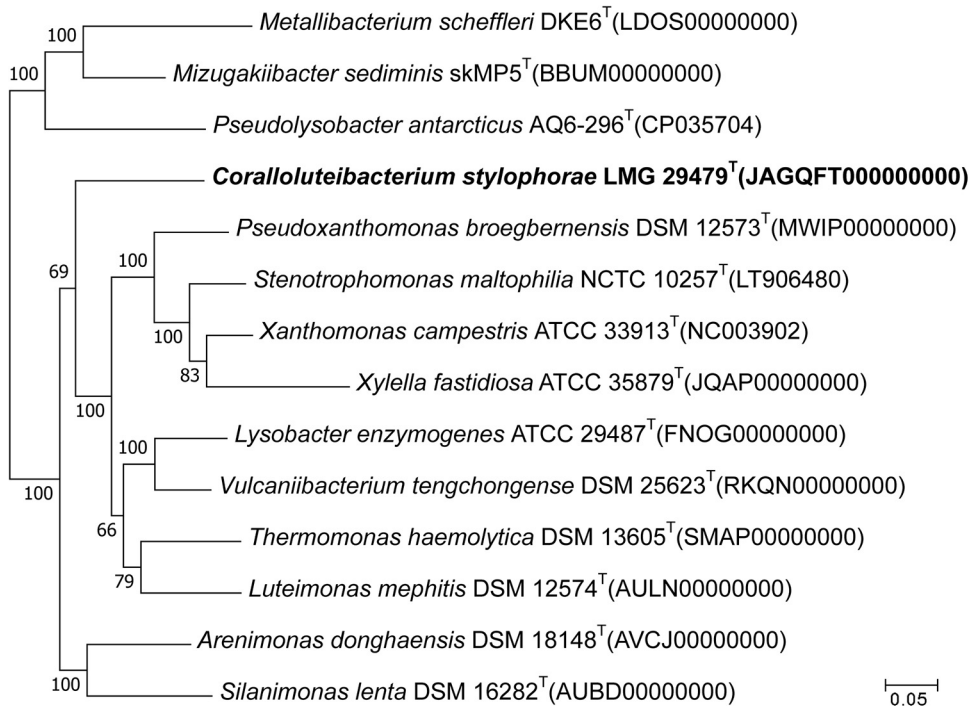 Metallibacterium scheffleri DKE6T(LDOS00000000)
100
Mizugakiibacter sediminis skMP5T(BBUM00000000)
100
Pseudolysobacter antarcticus AQ6-296T(CP035704)
Coralloluteibacterium stylophorae LMG 29479T(JAGQFT000000000)
Pseudoxanthomonas broegbernensis DSM 12573T(MWIP00000000)
100
69
Stenotrophomonas maltophilia NCTC 10257T(LT906480)
Xanthomonas campestris ATCC 33913T(NC003902)
100
83
Xylella fastidiosa ATCC 35879T(JQAP00000000)
100
Lysobacter enzymogenes ATCC 29487T(FNOG00000000)
100
Vulcaniibacterium tengchongense DSM 25623T(RKQN00000000)
100
66
Thermomonas haemolytica DSM 13605T(SMAP00000000)
79
Luteimonas mephitis DSM 12574T(AULN00000000)
Arenimonas donghaensis DSM 18148T(AVCJ00000000)
100
Silanimonas lenta DSM 16282T(AUBD00000000)
0.05